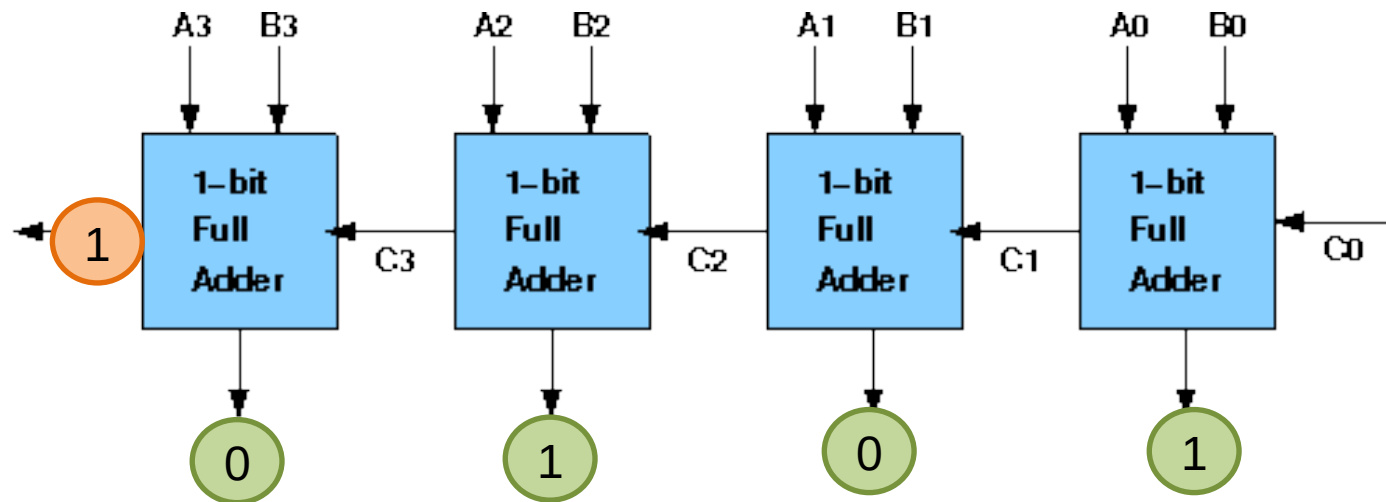 A3 B3 A2 B2 A1 B1 A0 B0
1-bit 1-bit 1-bit 1-bit
1 Full Full Full Full
C3 C2 C1 C0
Adder Adder Adder Adder
0 1 0 1